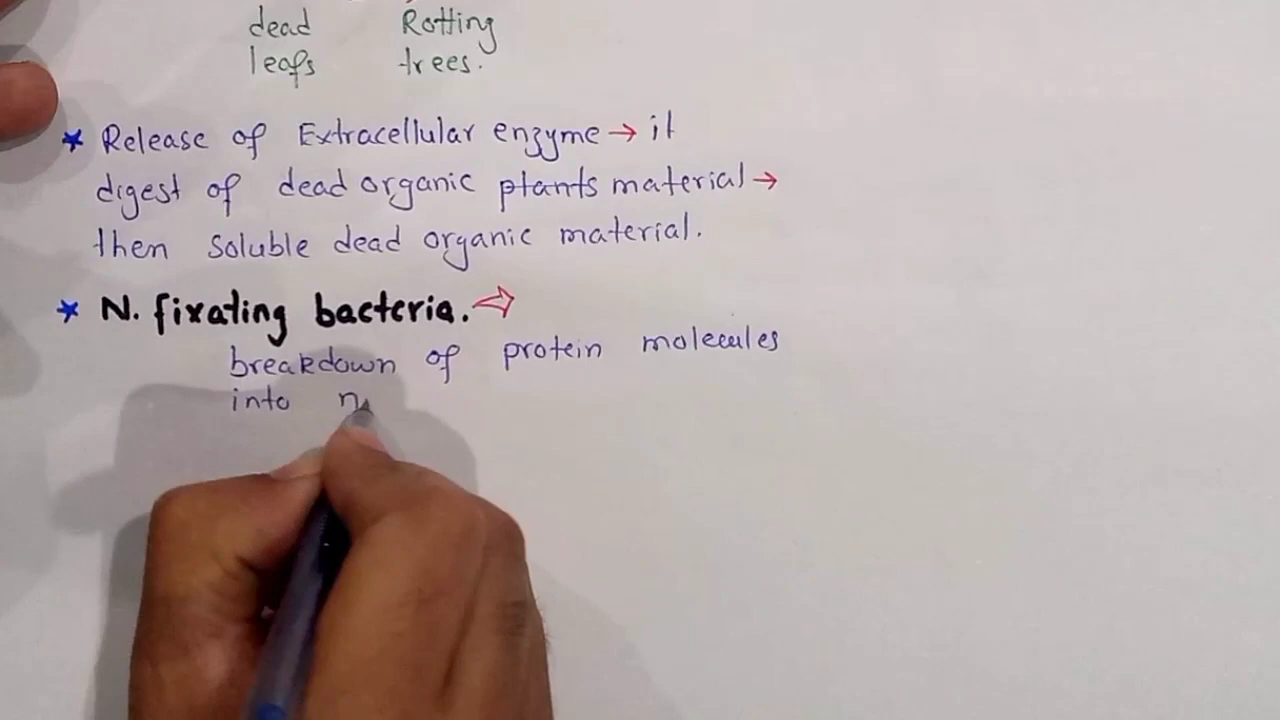 dead Rotting
leafs trees.
* Release of Extracellular enzyme → it
digest of dead organic plants material →
then soluble dead organic material.
* N. fixating bacteria. ⇨
breakdown of protein molecules
into